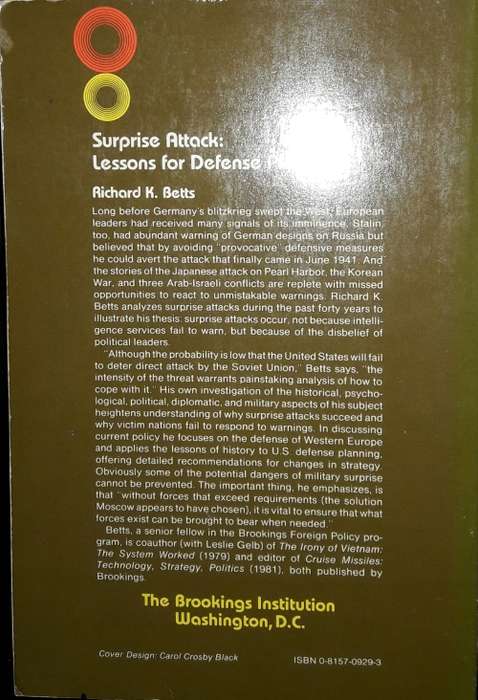 Surprise Attack:
Lessons for Defense
Richard K. Betts
Long before Germany's blitzkrieg swept the West, European
leaders had received many signals of its imminence. Stalin,
too, had abundant warning of German designs on Russia but
believed that by avoiding "provocative" defensive measures
he could avert the attack that finally came in June 1941. And
the stories of the Japanese attack on Pearl Harbor, the Korean
War, and three Arab-Israeli conflicts are replete with missed
opportunities to react to unmistakable warnings. Richard K.
Betts analyzes surprise attacks during the past forty years to
illustrate his thesis: surprise attacks occur, not because intelli-
gence services fail to warn, but because of the disbelief of
political leaders.
"Although the probability is low that the United States will fail
to deter direct attack by the Soviet Union," Betts says, "the
intensity of the threat warrants painstaking analysis of how to
cope with it." His own investigation of the historical, psycho-
logical, political, diplomatic, and military aspects of his subject
heightens understanding of why surprise attacks succeed and
why victim nations fail to respond to warnings. In discussing
current policy he focuses on the defense of Western Europe
and applies the lessons of history to U.S. defense planning,
offering detailed recommendations for changes in strategy.
Obviously some of the potential dangers of military surprise
cannot be prevented. The important thing, he emphasizes, is
that "without forces that exceed requirements (the solution
Moscow appears to have chosen), it is vital to ensure that what
forces exist can be brought to bear when needed."
Betts, a senior fellow in the Brookings Foreign Policy pro-
gram, is coauthor (with Leslie Gelb) of The Irony of Vietnam:
The System Worked (1979) and editor of Cruise Missiles:
Technology, Strategy, Politics (1981), both published by
Brookings.
The Brookings Institution
Washington, D.C.
Cover Design: Carol Crosby Black
ISBN 0-8157-0929-3